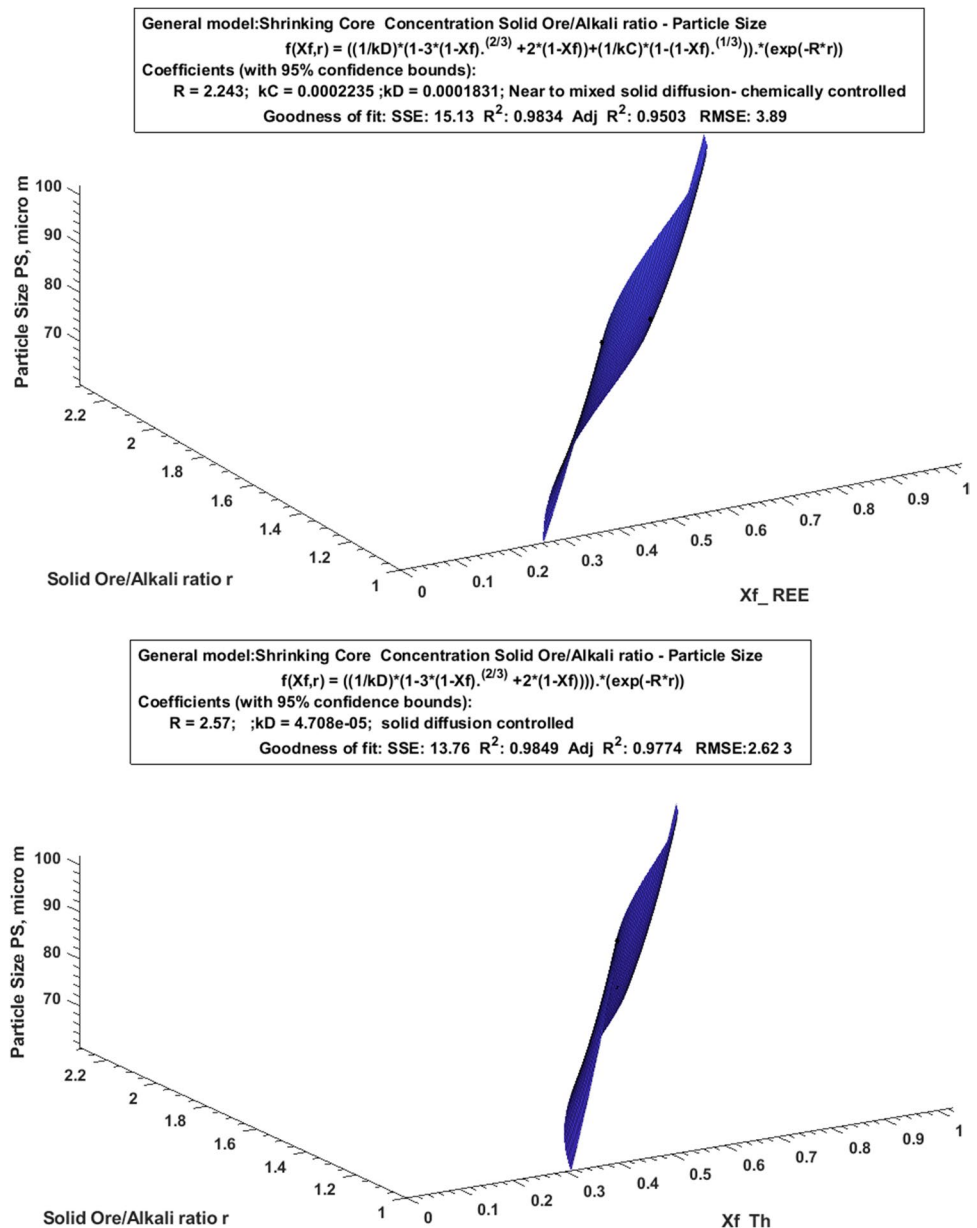 General model:Shrinking Core Concentration Solid Ore/Alkali ratio - Particle Size
f(Xf,r) = ((1/kD)*(1-3*(1-Xf).^(2/3) +2*(1-Xf))+(1/kC)*(1-(1-Xf).^(1/3))).*(exp(-R*r))
Coefficients (with 95% confidence bounds):
R = 2.243; kC = 0.0002235 ;kD = 0.0001831; Near to mixed solid diffusion- chemically controlled
Goodness of fit: SSE: 15.13 R^2: 0.9834 Adj R^2: 0.9503 RMSE: 3.89
Particle Size PS, micro m
100
90
80
70
2.2
2
1.8
1.6
1.4
1.2
1
Solid Ore/Alkali ratio r
0
0.1
0.2
0.3
0.4
0.5
0.6
0.7
0.8
0.9
1
Xf_ REE
General model:Shrinking Core Concentration Solid Ore/Alkali ratio - Particle Size
f(Xf,r) = ((1/kD)*(1-3*(1-Xf).^(2/3) +2*(1-Xf)))).*(exp(-R*r))
Coefficients (with 95% confidence bounds):
R = 2.57; ;kD = 4.708e-05; solid diffusion controlled
Goodness of fit: SSE: 13.76 R^2: 0.9849 Adj R^2: 0.9774 RMSE:2.62 3
Particle Size PS, micro m
100
90
80
70
2.2
2
1.8
1.6
1.4
1.2
1
Solid Ore/Alkali ratio r
0
0.1
0.2
0.3
0.4
0.5
0.6
0.7
0.8
0.9
1
Xf Th